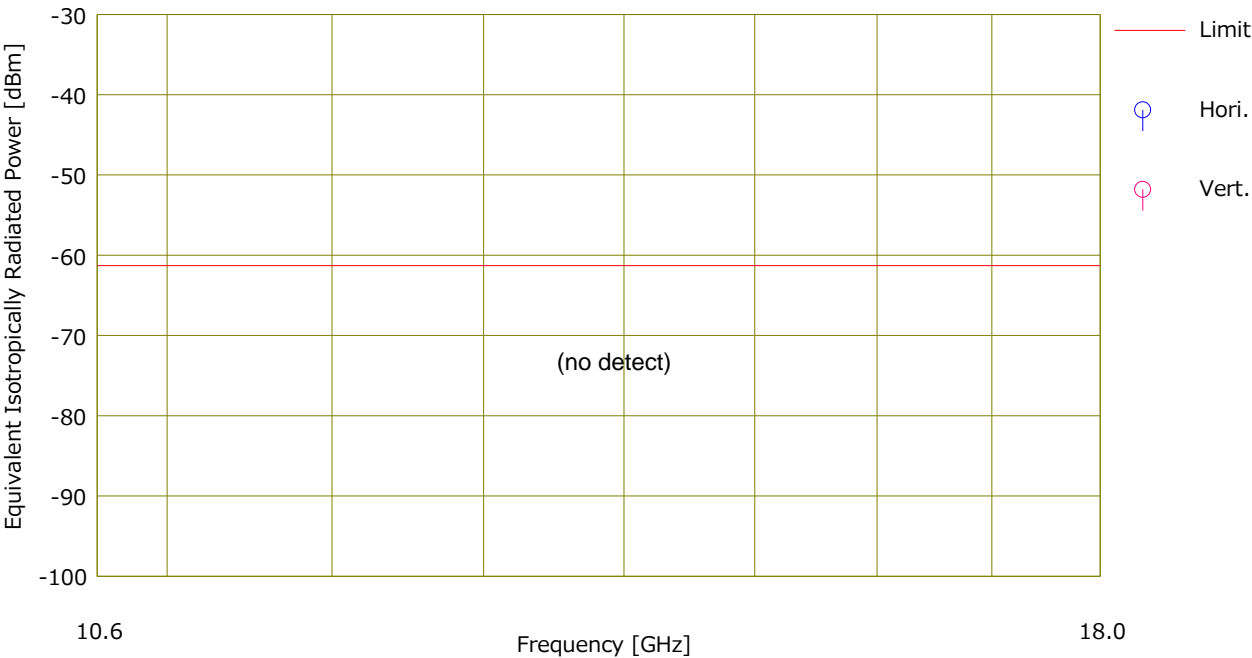 Equivalent Isotropically Radiated Power [dBm]
-30
-40
-50
-60
-70
-80
-90
-100
(no detect)
10.6
18.0
Frequency [GHz]
Limit
Hori.
Vert.